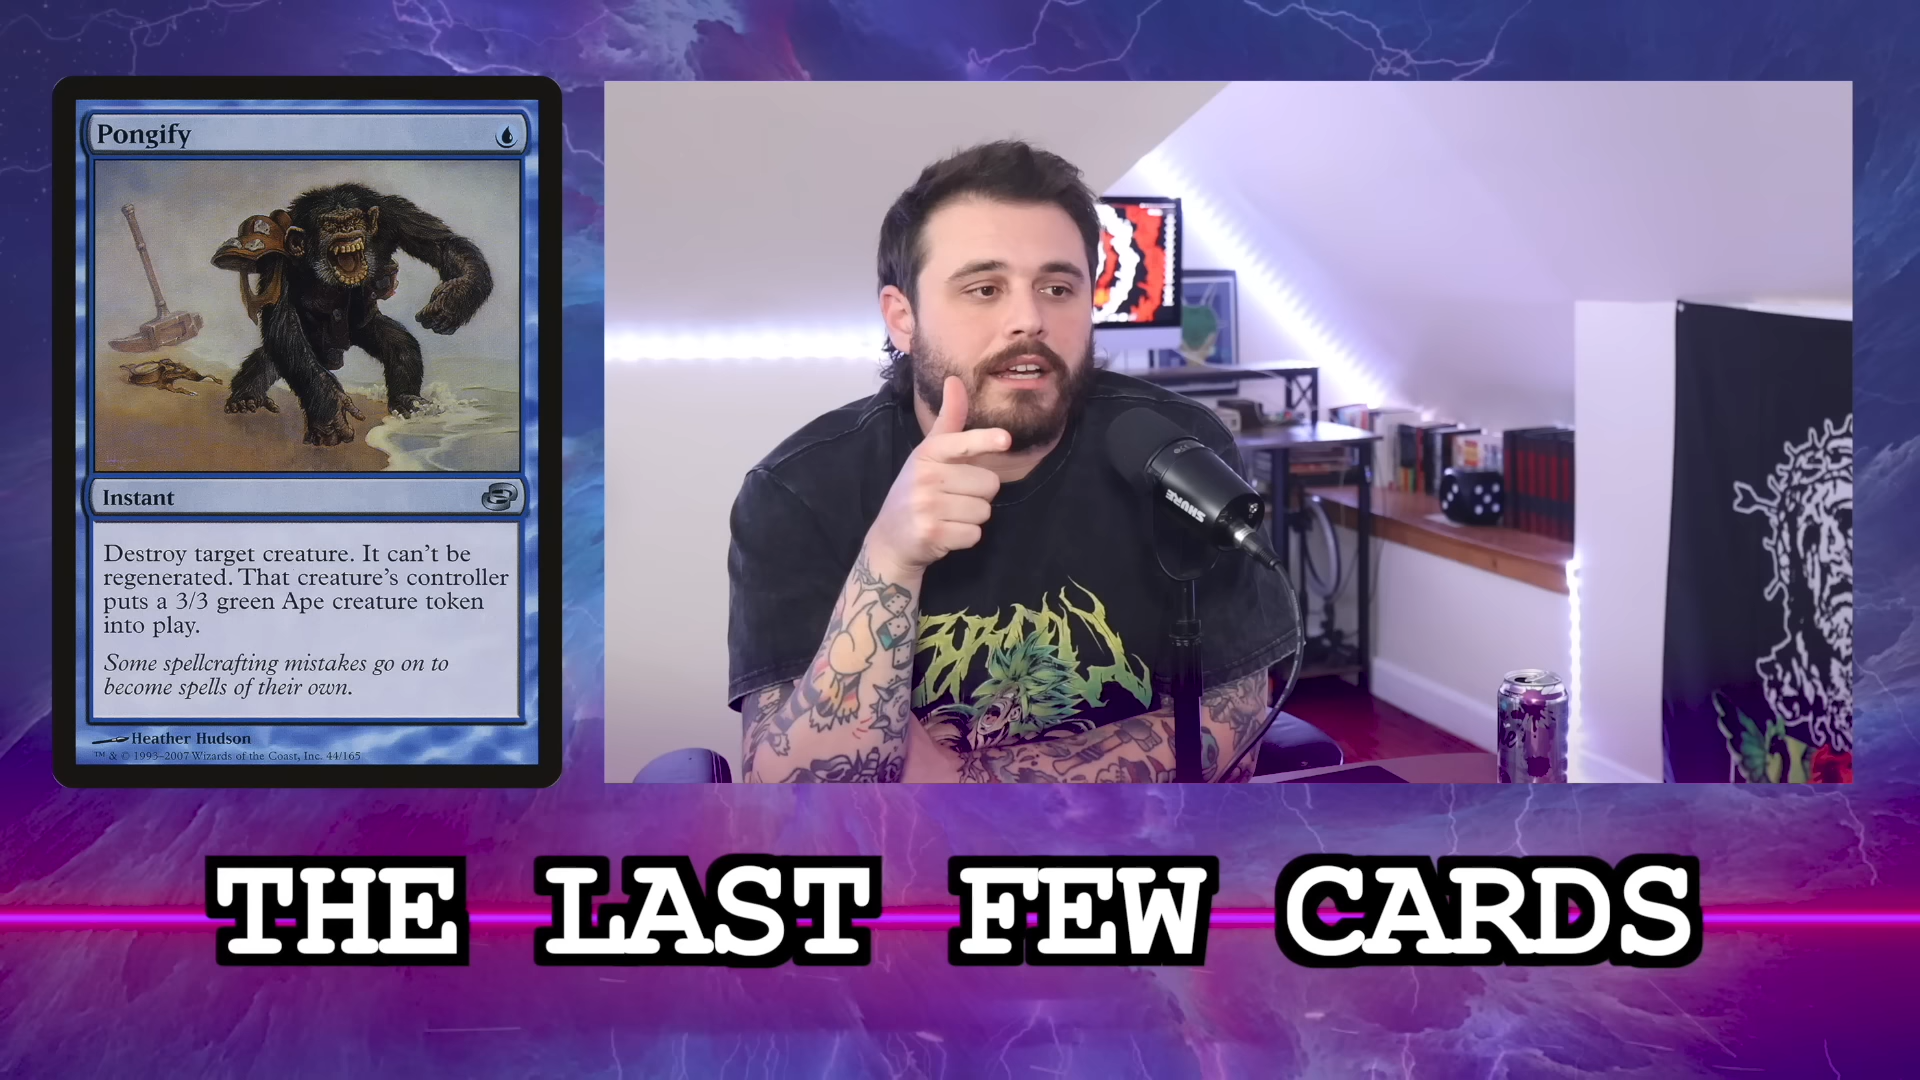 Pongify
Instant
Destroy target creature. It can't be
regenerated. That creature's controller
puts a 3/3 green Ape creature token
into play.
Some spellcrafting mistakes go on to
become spells of their own.
Heather Hudson
™ & © 1993–2007 Wizards of the Coast, Inc. 44/165
SHURE
THE LAST FEW CARDS